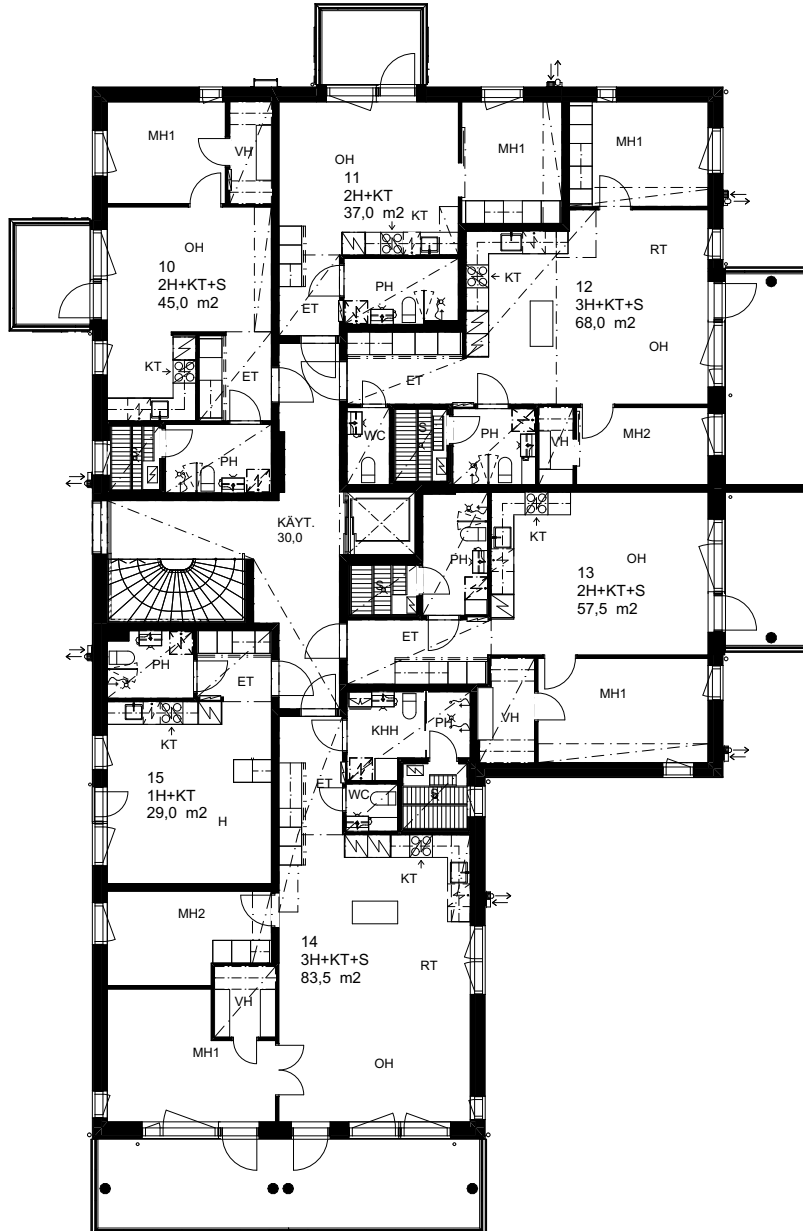 MH1
VH
OH
11
2H+KT
37,0 m2
KT
MH1
MH1
OH
10
2H+KT+S
45,0 m2
RT
KT
12
3H+KT+S
68,0 m2
OH
PH
ET
KT
ET
ET
WC
S
PH
VH
MH2
PH
KÄYT.
30,0
PH
KT
OH
13
2H+KT+S
57,5 m2
S
ET
PH
ET
KT
KHH
PH
VH
MH1
15
1H+KT
29,0 m2
H
ET
WC
S
KT
MH2
14
3H+KT+S
83,5 m2
RT
VH
MH1
OH